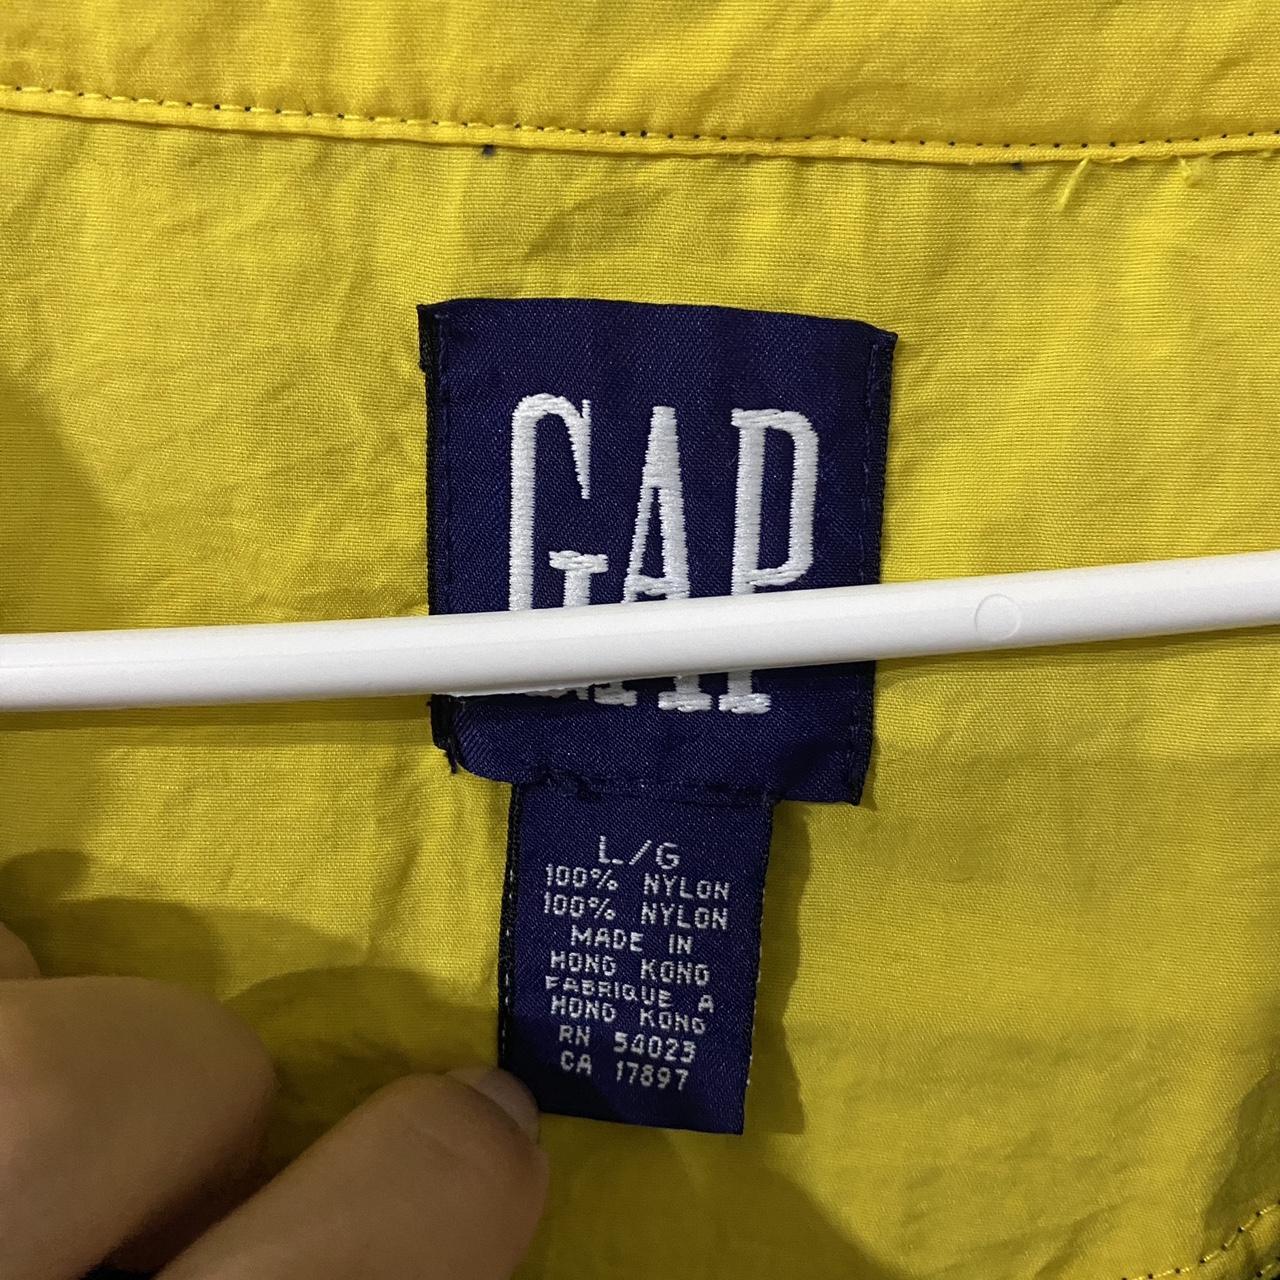 GAP
L/G
100% NYLON
100% NYLON
MADE IN
HONG KONG
FABRIQUE A
HONG KONG
RN 54023
CA 17897